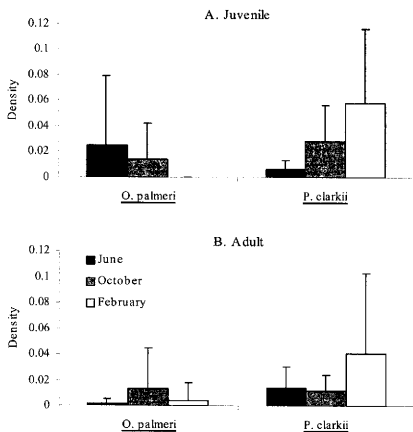 A. Juvenile
0.12
0.1
0.08
0.06
0.04
0.02
0
Density
O. palmeri
P. clarkii
B. Adult
0.12
0.1
0.08
0.06
0.04
0.02
0
Density
June
October
February
O. palmeri
P. clarkii